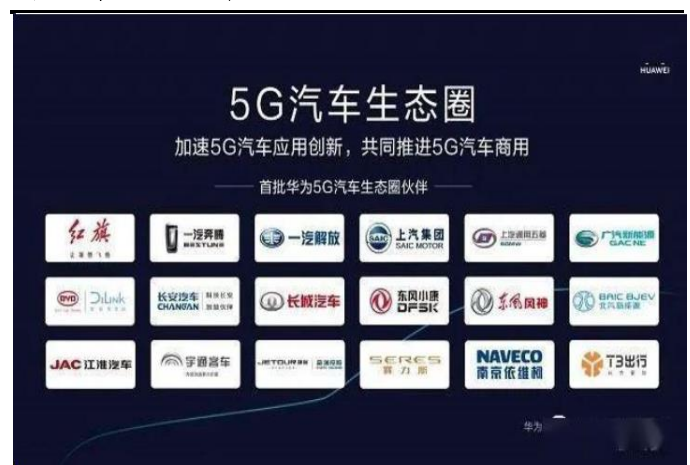 HUAWEI
5G汽车生态圈
加速5G汽车应用创新，共同推进5G汽车商用
首批华为5G汽车生态圈伙伴
红旗
一汽奔腾
BESTUNE
一汽解放
上汽集团
SAIC MOTOR
上汽通用五菱
广汽新能源
GAC NE
BYD DiLink
长安汽车
CHANGAN
长城汽车
东风小康
DFSK
东风风神
BAIC BJEV
北汽新能源
JAC江淮汽车
宇通客车
JETOUR
SERES
赛力斯
NAVECO
南京依维柯
T3出行
华为